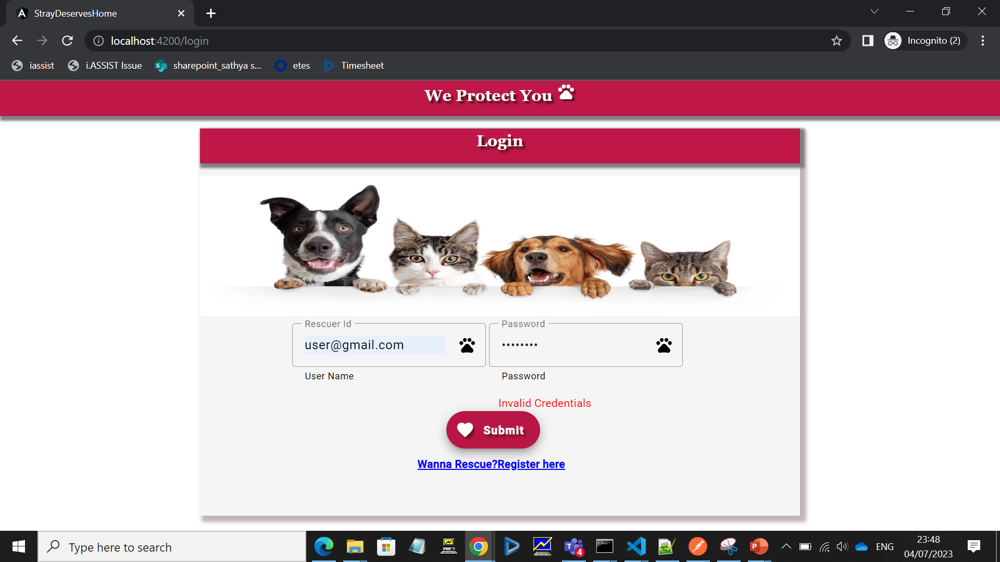 StrayDeservesHome
localhost:4200/login
Incognito (2)
iassist
i.ASSIST Issue
sharepoint_sathya s...
etes
Timesheet
We Protect You
Login
Rescuer Id
Password
user@gmail.com
••••••••
User Name
Password
Invalid Credentials
Submit
Wanna Rescue?Register here
Type here to search
4
ENG
23:48
04/07/2023